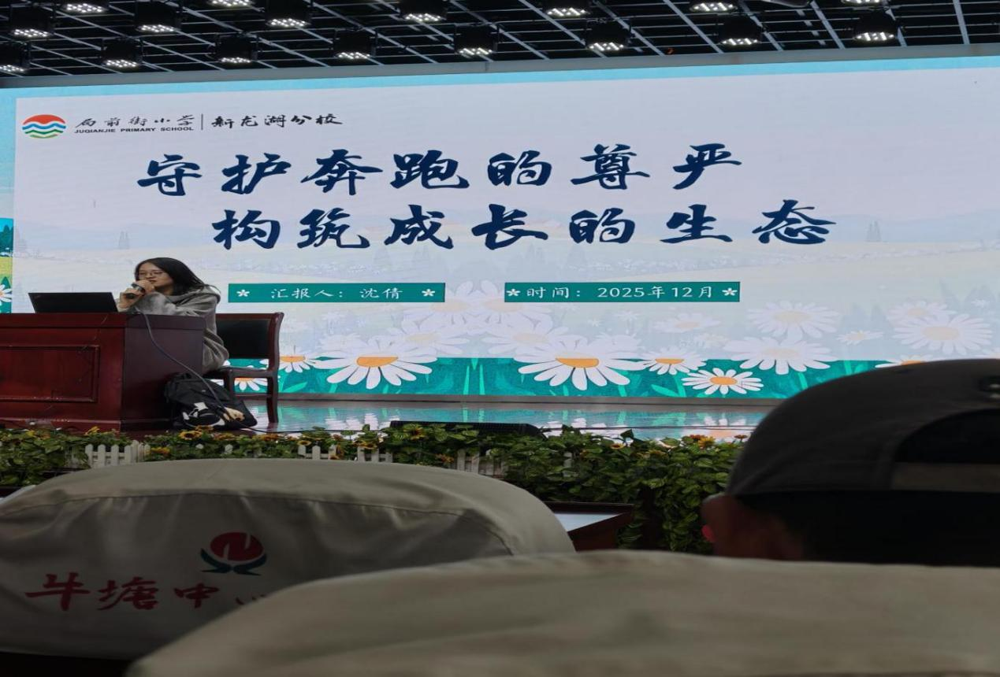 局前街小学 新龙湖分校
JUQIANJIE PRIMARY SCHOOL
守护奔跑的尊严
构筑成长的生态
汇报人：沈倩
时间：2025年12月
牛塘中心